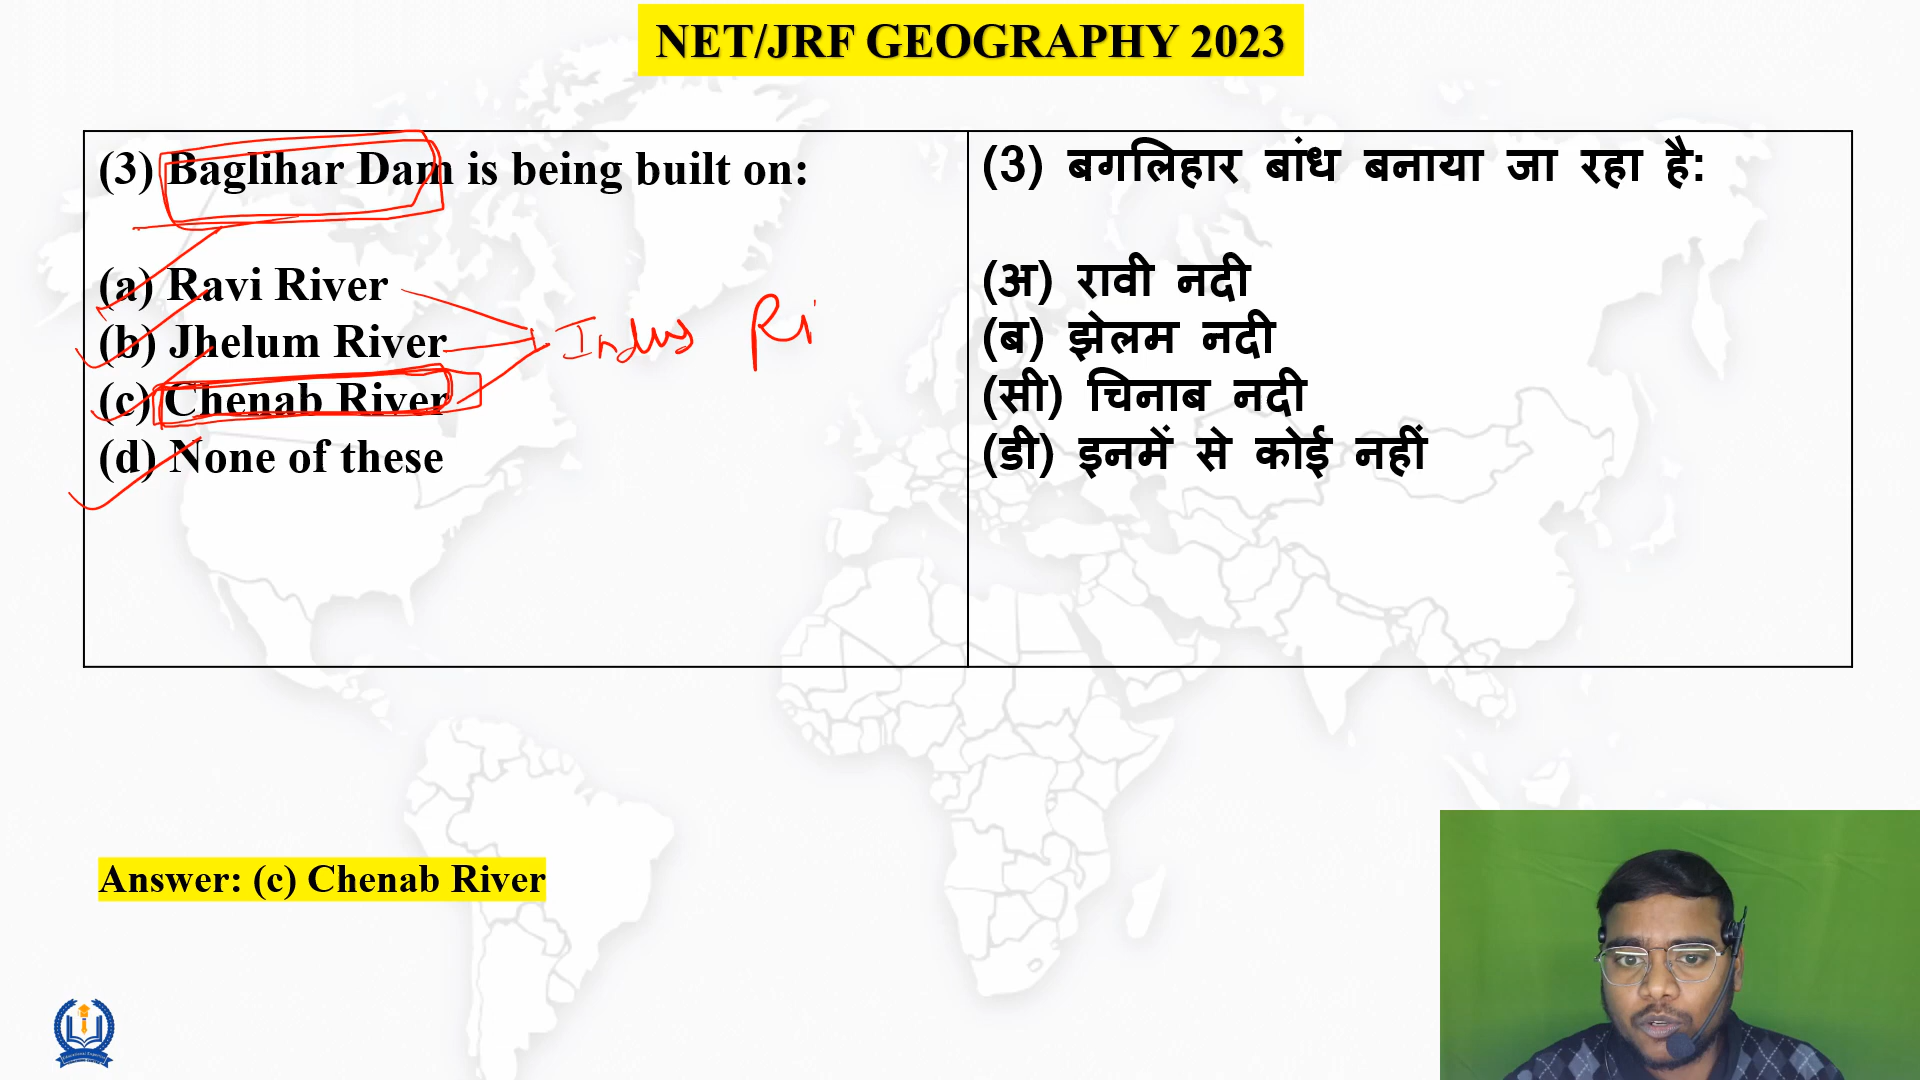 NET/JRF GEOGRAPHY 2023
(3) Baglihar Dam is being built on:
(a) Ravi River
(b) Jhelum River
(c) Chenab River
(d) None of these
Indus Ri
(3) बगलिहार बांध बनाया जा रहा है:
(अ) रावी नदी
(ब) झेलम नदी
(सी) चिनाब नदी
(डी) इनमें से कोई नहीं
Answer: (c) Chenab River